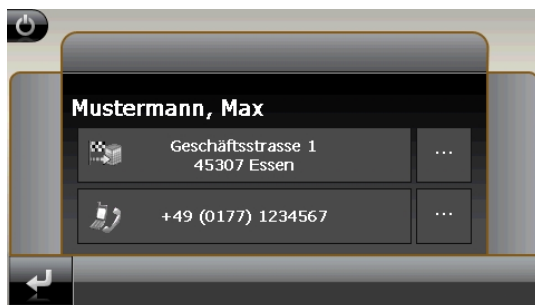 Mustermann, Max
Geschäftsstrasse 1
45307 Essen
...
+49 (0177) 1234567
...